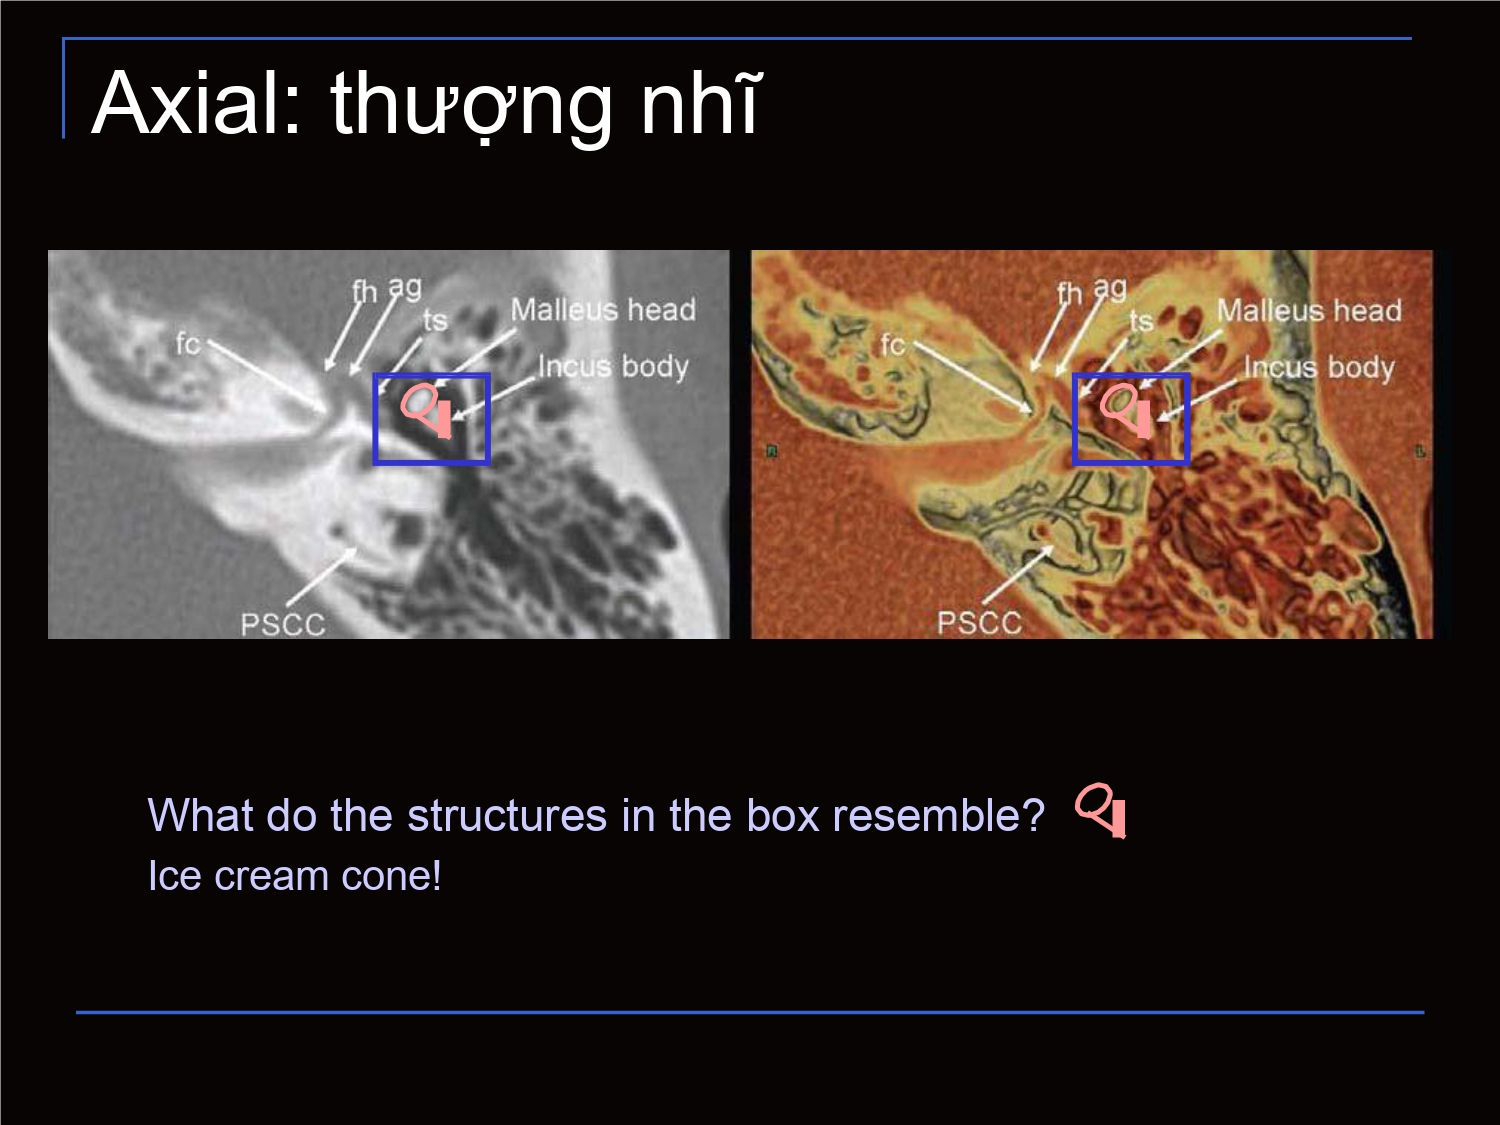 Axial: thượng nhĩ
fh ag
ts
Malleus head
fc
Incus body
PSCC
fh ag
ts
Malleus head
fc
Incus body
R
L
PSCC
What do the structures in the box resemble?
Ice cream cone!